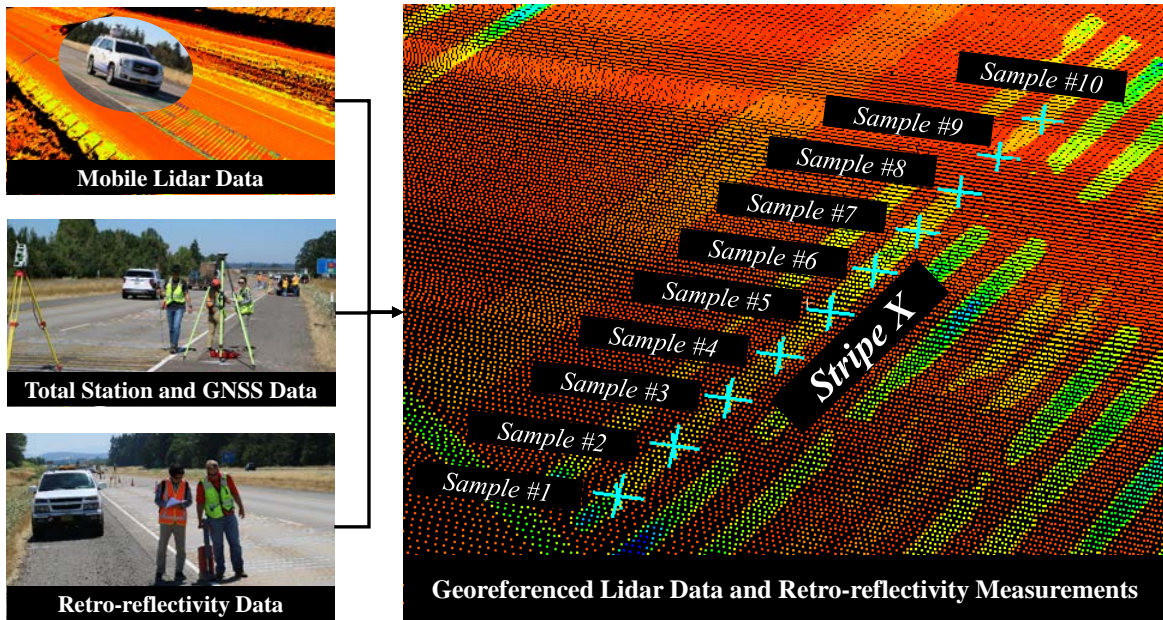 Mobile Lidar Data
Total Station and GNSS Data
Retro-reflectivity Data
Sample #10
Sample #9
Sample #8
Sample #7
Sample #6
Sample #5
Sample #4
Sample #3
Sample #2
Sample #1
Stripe X
Georeferenced Lidar Data and Retro-reflectivity Measurements